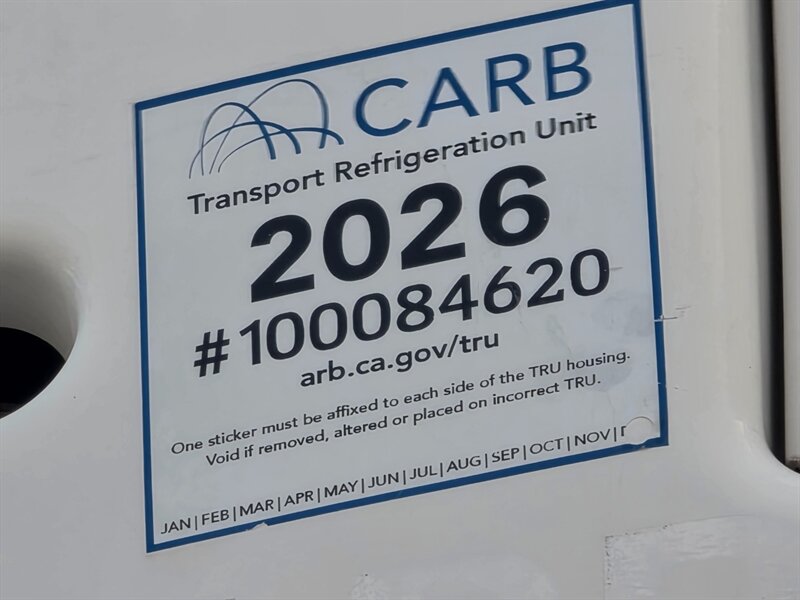 CARB
Transport Refrigeration Unit
2026
#100084620
arb.ca.gov/tru
One sticker must be affixed to each side of the TRU housing.
Void if removed, altered or placed on incorrect TRU.
JAN | FEB | MAR | APR | MAY | JUN | JUL | AUG | SEP | OCT | NOV |